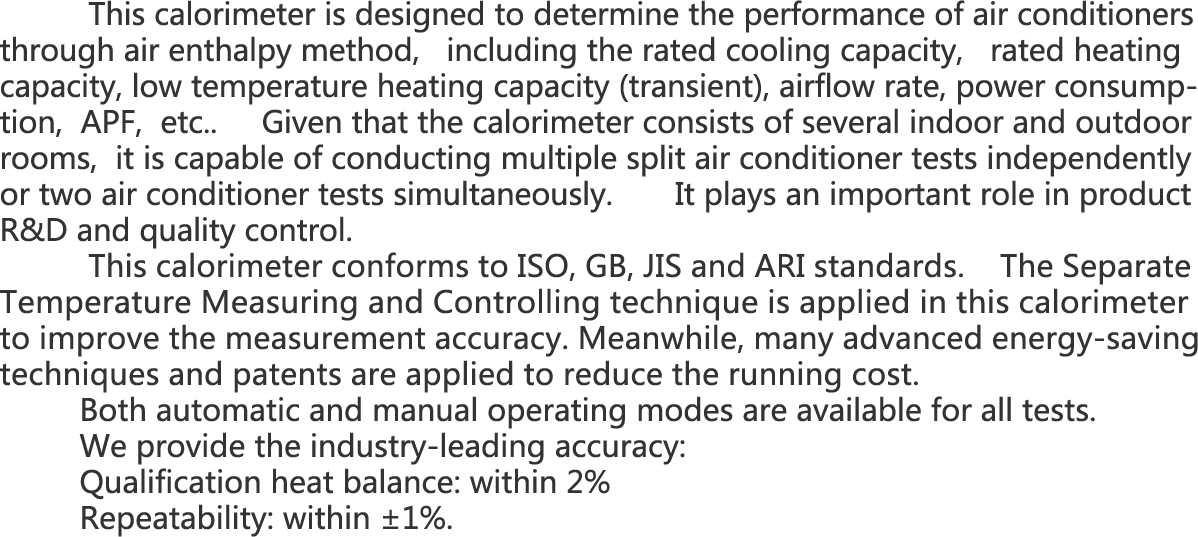 This calorimeter is designed to determine the performance of air conditioners
through air enthalpy method, including the rated cooling capacity, rated heating
capacity, low temperature heating capacity (transient), airflow rate, power consump-
tion, APF, etc.. Given that the calorimeter consists of several indoor and outdoor
rooms, it is capable of conducting multiple split air conditioner tests independently
or two air conditioner tests simultaneously. It plays an important role in product
R&D and quality control.
This calorimeter conforms to ISO, GB, JIS and ARI standards. The Separate
Temperature Measuring and Controlling technique is applied in this calorimeter
to improve the measurement accuracy. Meanwhile, many advanced energy-saving
techniques and patents are applied to reduce the running cost.
Both automatic and manual operating modes are available for all tests.
We provide the industry-leading accuracy:
Qualification heat balance: within 2%
Repeatability: within ±1%.